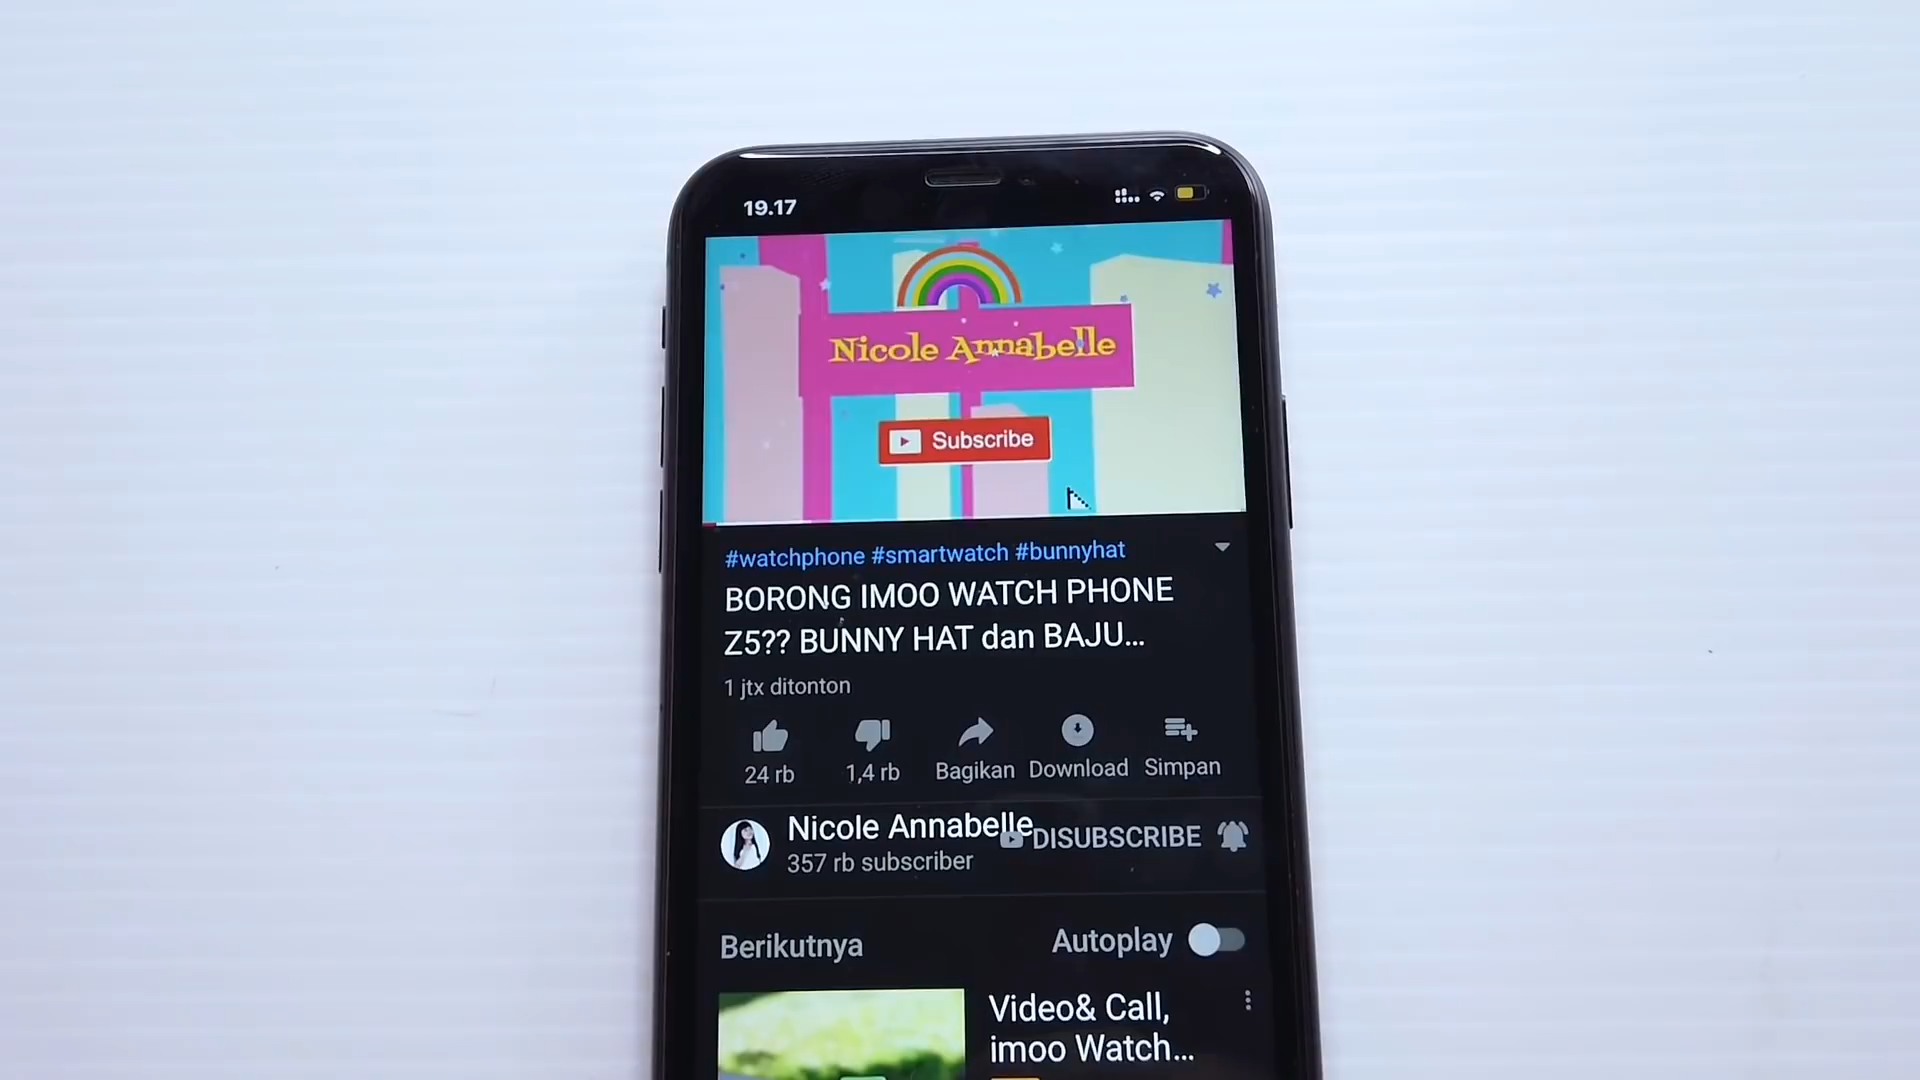 19.17
Nicole Annabelle
Subscribe
#watchphone #smartwatch #bunnyhat
BORONG IMOO WATCH PHONE
Z5?? BUNNY HAT dan BAJU...
1 jtx ditonton
24 rb
1,4 rb
Bagikan
Download
Simpan
Nicole Annabelle
DISUBSCRIBE
357 rb subscriber
Berikutnya
Autoplay
Video& Call,
imoo Watch...